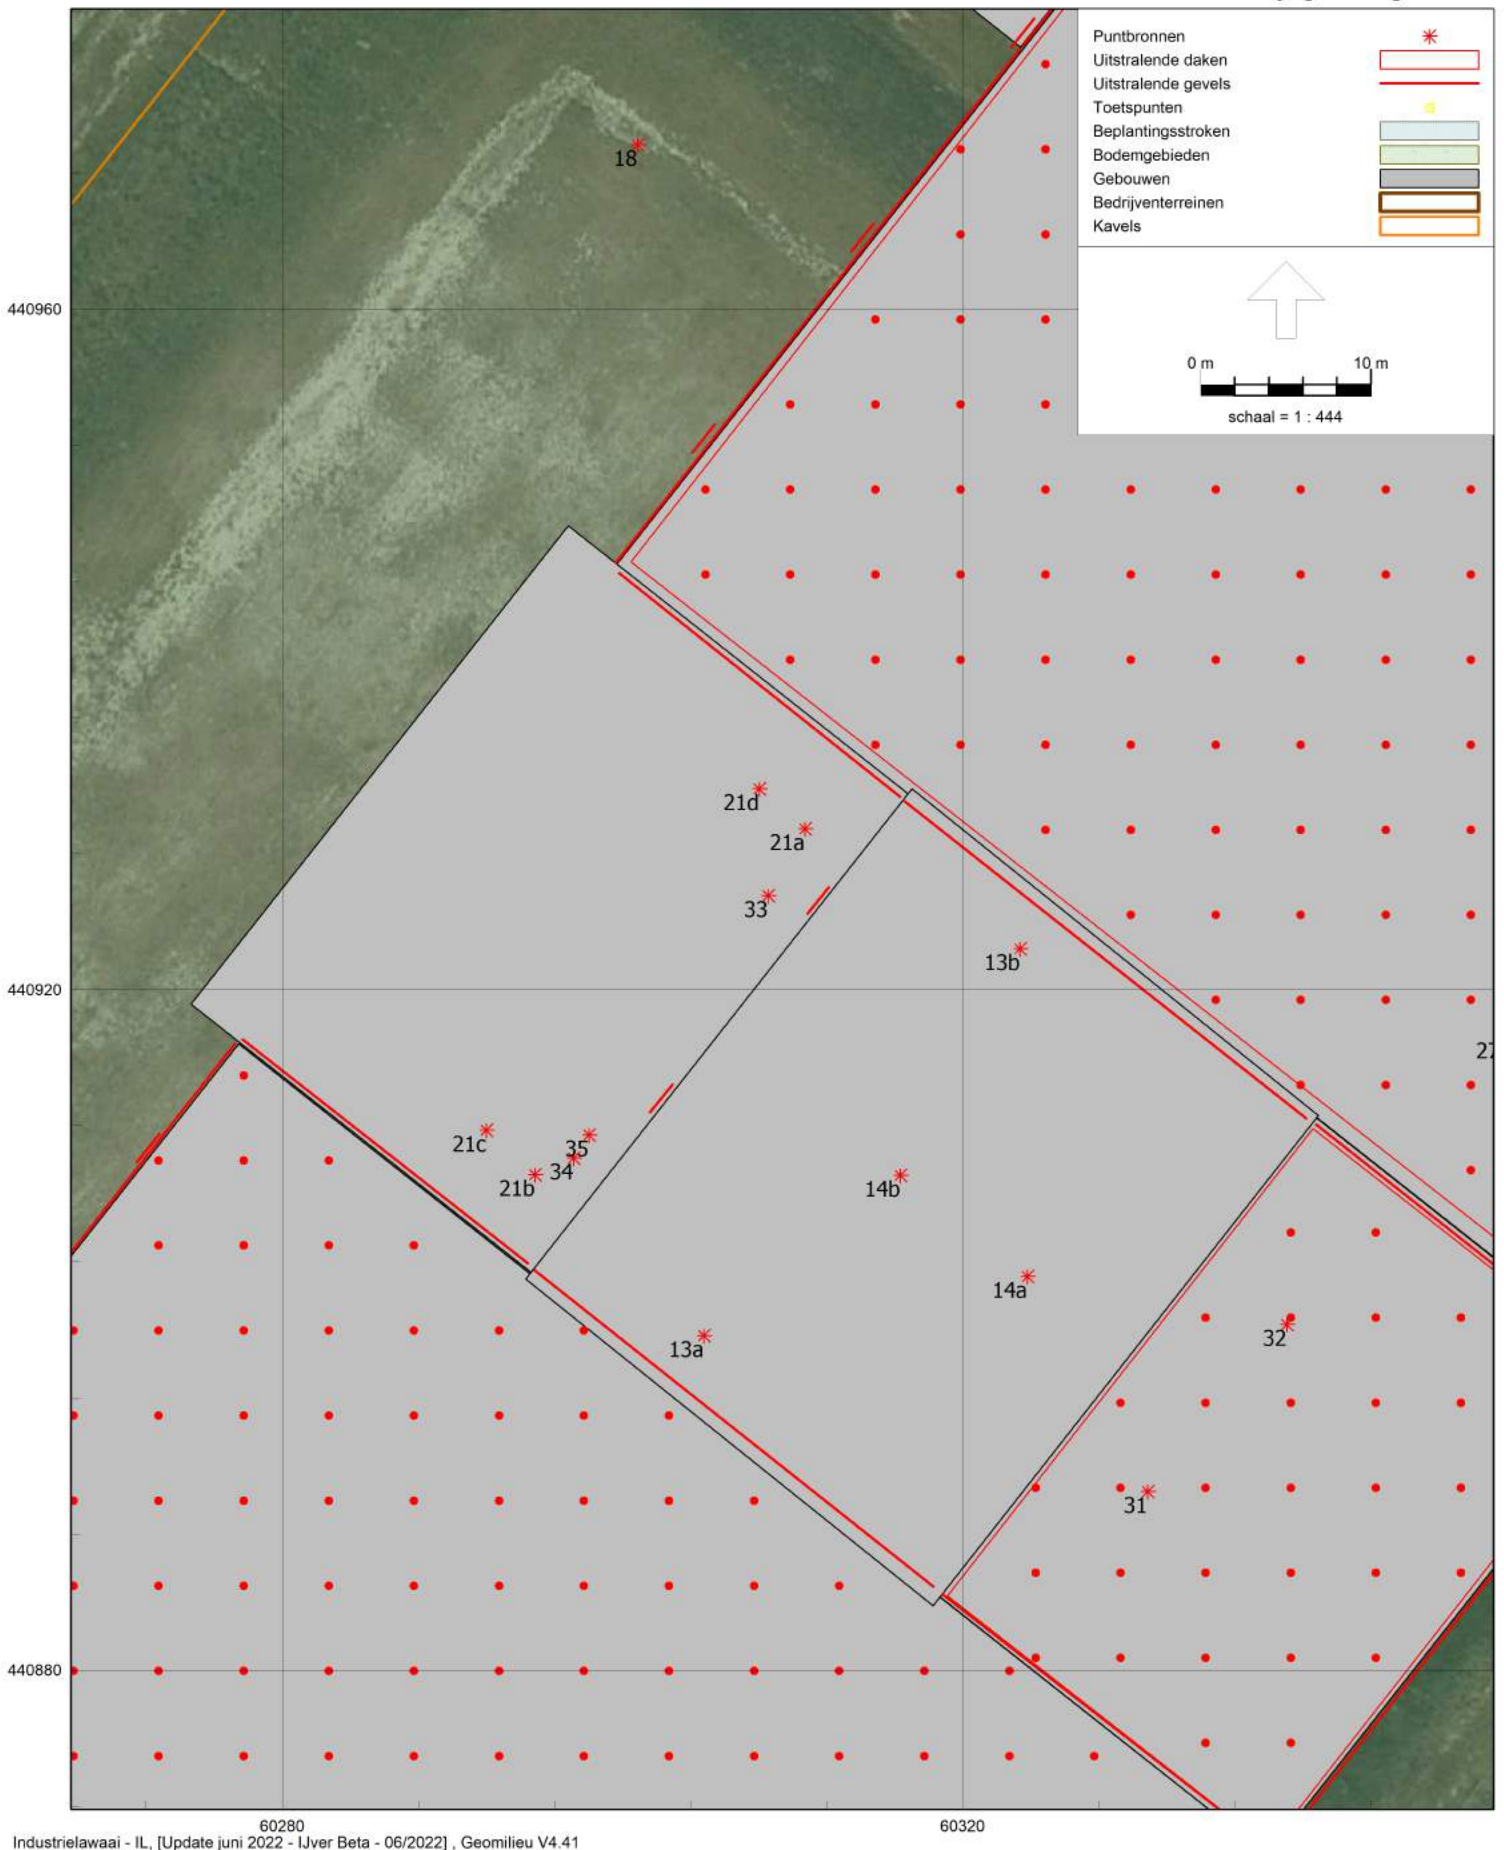 Puntbronnen
Uitstralende daken
Uitstralende gevels
Toetspunten
Beplantingsstroken
Bodemgebieden
Gebouwen
Bedrijventerreinen
Kavels
0 m 10 m
schaal = 1 : 444
18
440960
21d
21a
33
13b
440920
27
21c
35
34
21b
14b
14a
32
13a
31
440880
60280 60320
Industrielawaai - IL, [Update juni 2022 - IJver Beta - 06/2022] , Geomilieu V4.41